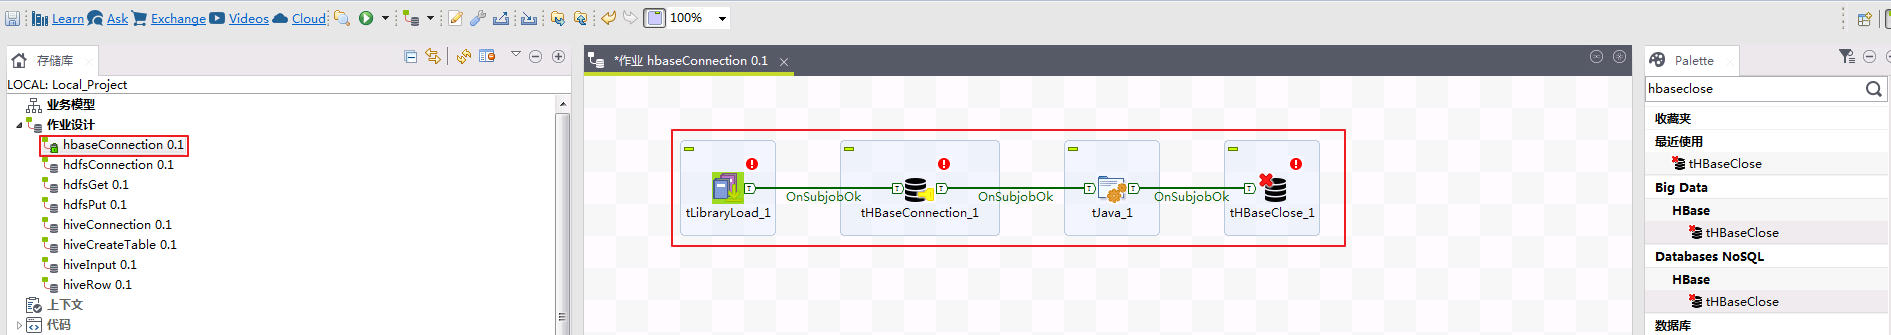 Learn Ask Exchange Videos Cloud 100%
存储库
LOCAL: Local_Project
业务模型
作业设计
hbaseConnection 0.1
hdfsConnection 0.1
hdfsGet 0.1
hdfsPut 0.1
hiveConnection 0.1
hiveCreateTable 0.1
hiveInput 0.1
hiveRow 0.1
上下文
代码
*作业 hbaseConnection 0.1
OnSubjobOk OnSubjobOk OnSubjobOk
tLibraryLoad_1 tHBaseConnection_1 tJava_1 tHBaseClose_1
Palette
hbaseclose
收藏夹
最近使用
tHBaseClose
Big Data
HBase
tHBaseClose
Databases NoSQL
HBase
tHBaseClose
数据库